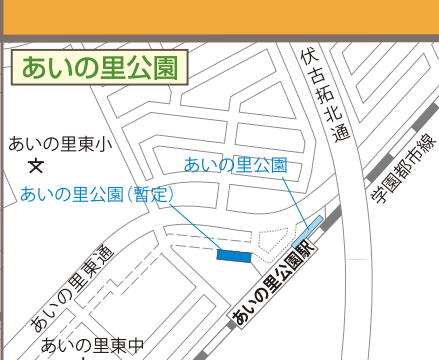 あいの里公園
伏古拓北通
あいの里東小
あいの里公園
学園都市線
あいの里公園(暫定)
あいの里東通
あいの里公園駅
あいの里東中